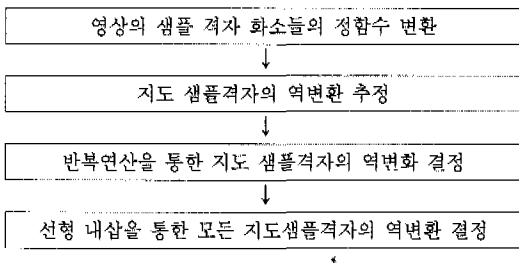 영상의 샘플 격자 화소들의 정함수 변환
지도 샘플격자의 역변환 추정
반복연산을 통한 지도 샘플격자의 역변화 결정
선형 내삽을 통한 모든 지도샘플격자의 역변환 결정